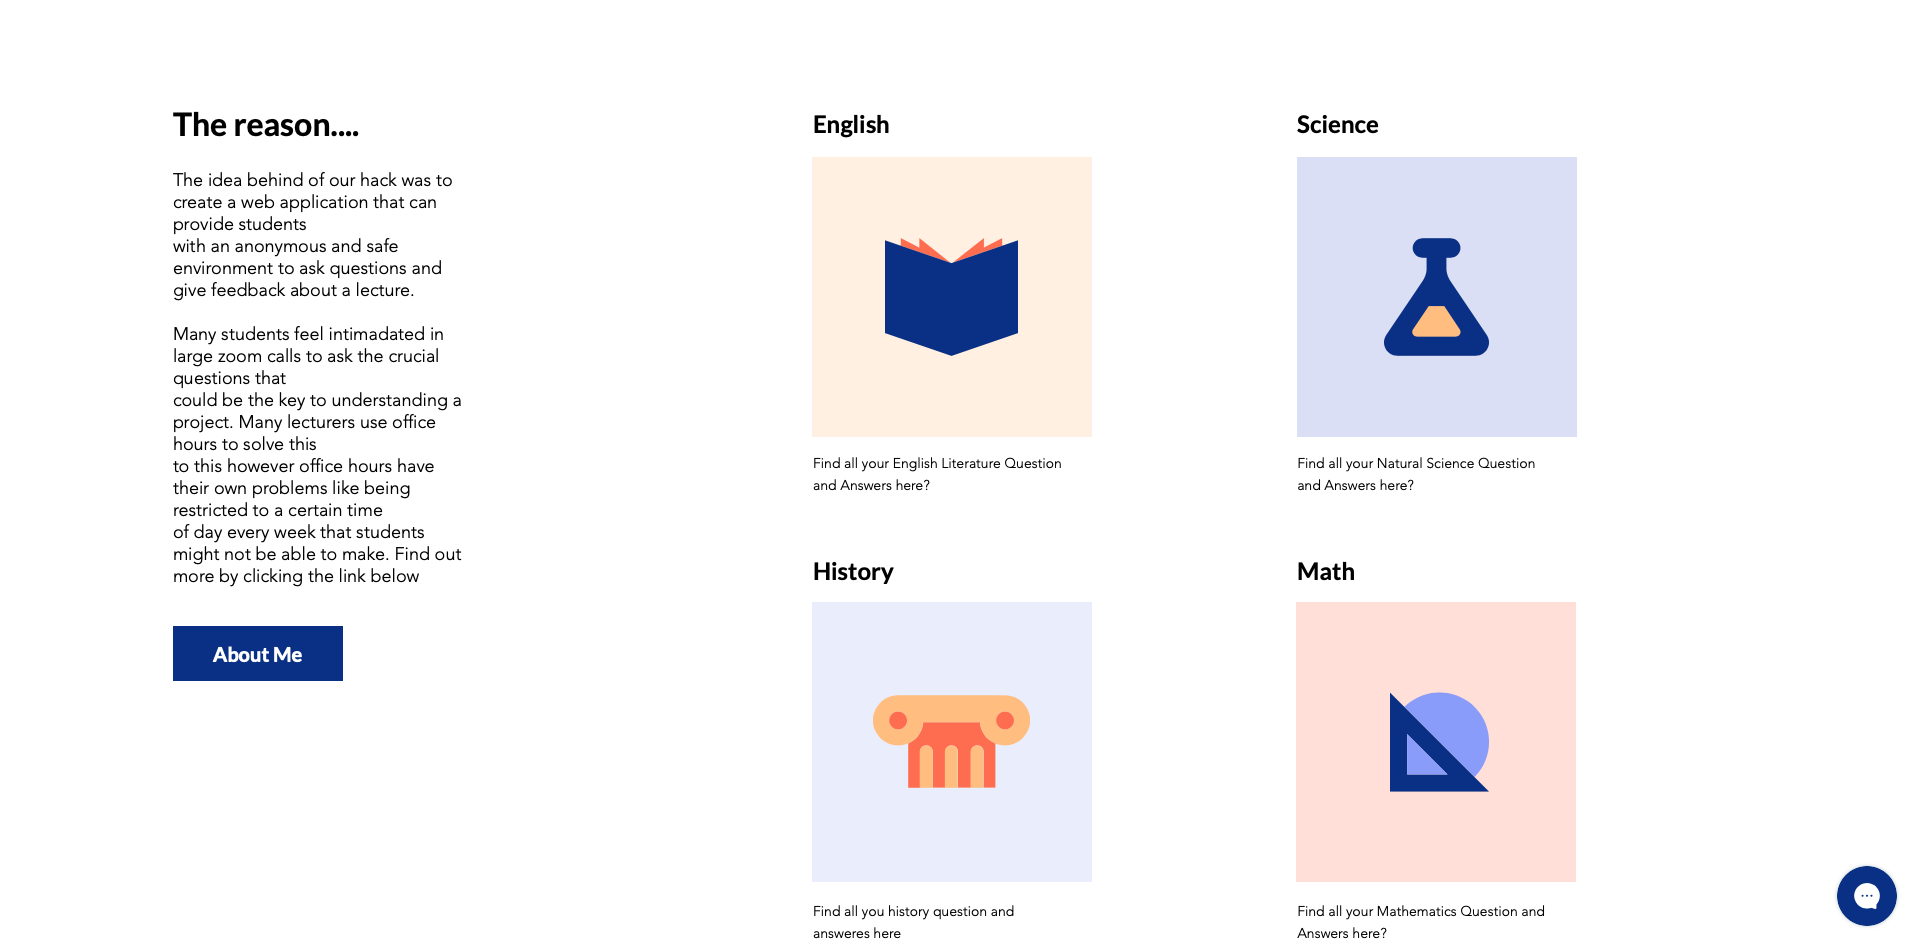 The reason....
The idea behind of our hack was to
create a web application that can
provide students
with an anonymous and safe
environment to ask questions and
give feedback about a lecture.
Many students feel intimadated in
large zoom calls to ask the crucial
questions that
could be the key to understanding a
project. Many lecturers use office
hours to solve this
to this however office hours have
their own problems like being
restricted to a certain time
of day every week that students
might not be able to make. Find out
more by clicking the link below
About Me
English
Find all your English Literature Question
and Answers here?
Science
Find all your Natural Science Question
and Answers here?
History
Find all you history question and
answeres here
Math
Find all your Mathematics Question and
Answers here?